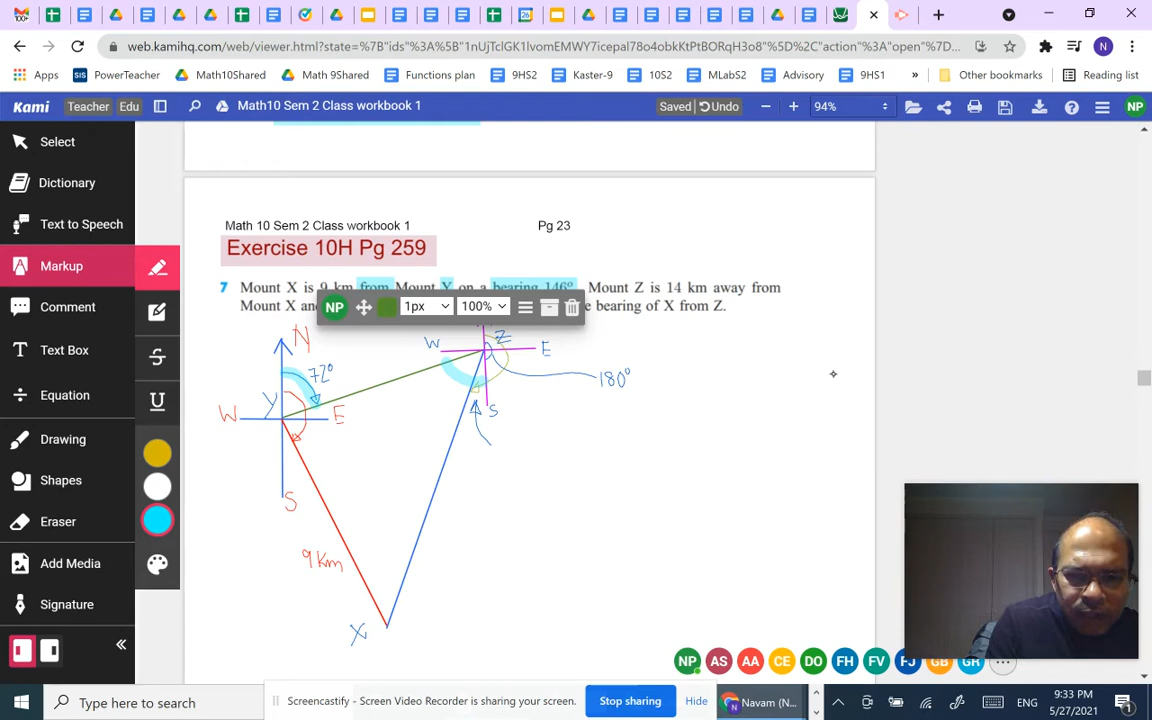 web.kamihq.com/web/viewer.html?state=%7B"ids"%3A%5B"1nUjTclGK1lvomEMWY7icepal78o4obkKtPtBORqH3o8"%5D%2C"action"%3A"open"%7D...
N
Apps
PowerTeacher
Math10Shared
Math 9Shared
Functions plan
9HS2
Kaster-9
10S2
MLabS2
Advisory
9HS1
»
Other bookmarks
Reading list
Kami
Teacher
Edu
Math10 Sem 2 Class workbook 1
Saved
Undo
94%
NP
Select
Dictionary
Text to Speech
Markup
Comment
Text Box
Equation
Drawing
Shapes
Eraser
Add Media
Signature
Math 10 Sem 2 Class workbook 1 Pg 23
Exercise 10H Pg 259
7 Mount X is 9 km from Mount Y on a bearing 146°. Mount Z is 14 km away from
Mount X an
e bearing of X from Z.
NP 1px 100%
N
72°
Y
W
E
S
W
Z
E
S
180°
9 Km
X
NP AS AA CE DO FH FV FJ GB GR ...
Type here to search
Screencastify - Screen Video Recorder is sharing your screen.
Stop sharing
Hide
Navam (N...
ENG
9:33 PM
5/27/2021
1